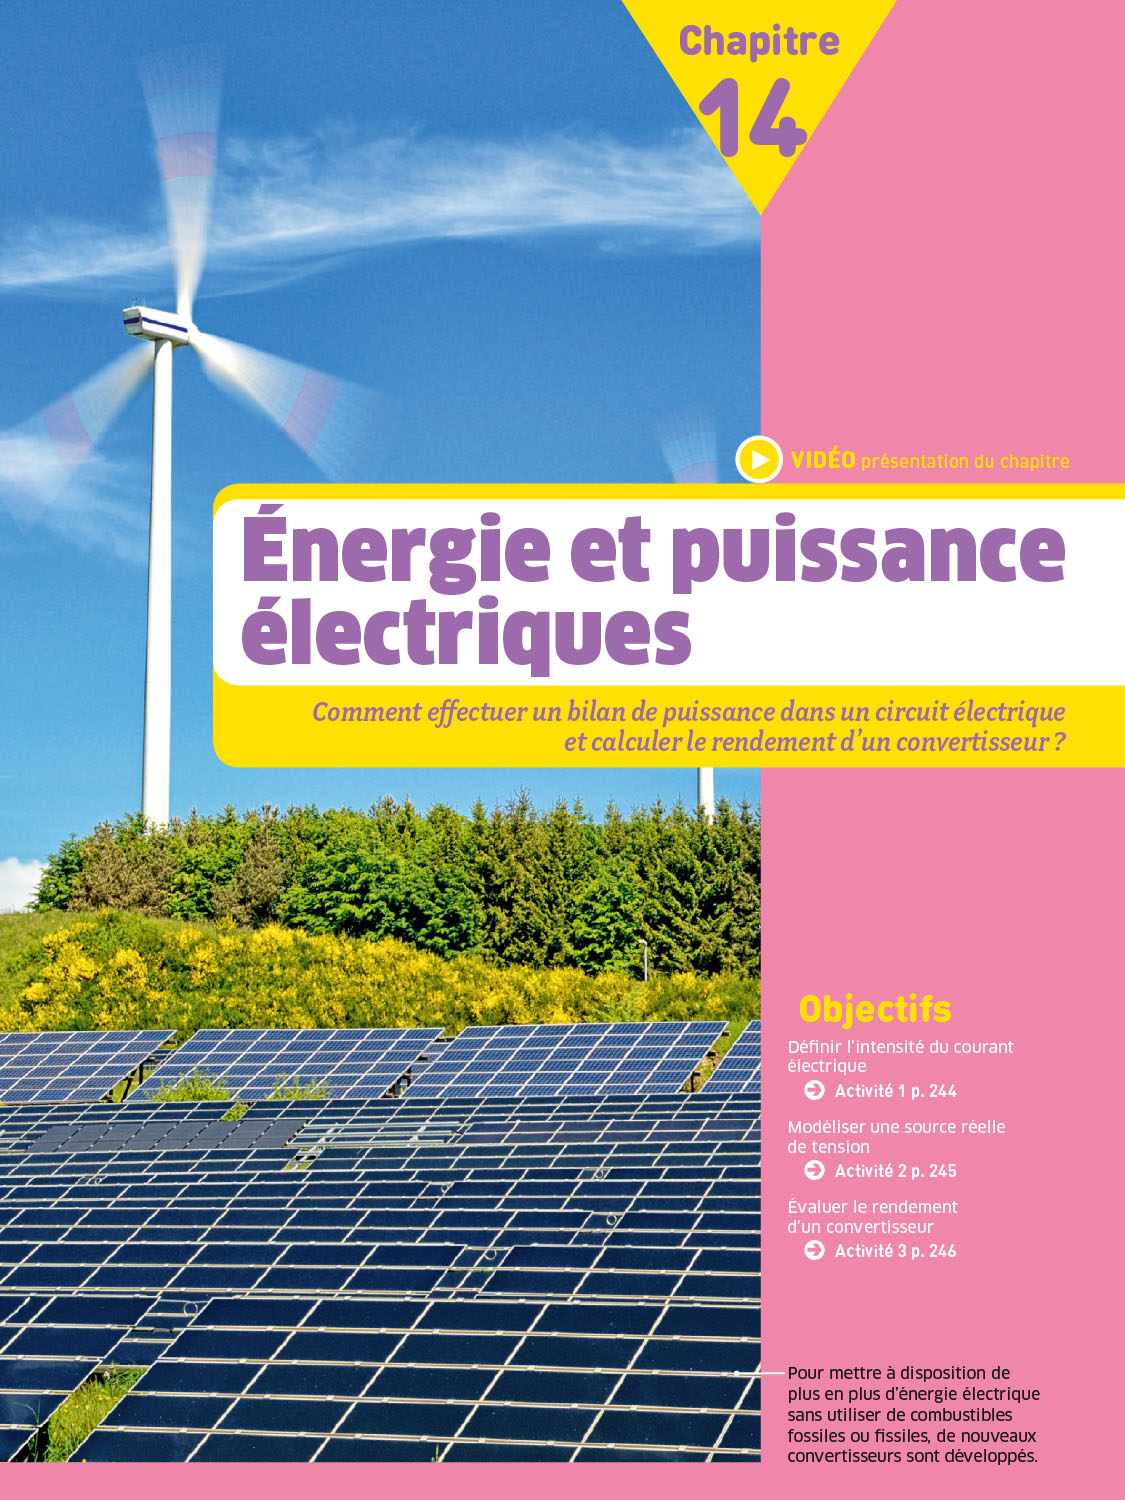 Chapitre
14
VIDÉO présentation du chapitre
Énergie et puissance
électriques
Comment effectuer un bilan de puissance dans un circuit électrique
et calculer le rendement d’un convertisseur ?
Objectifs
Définir l’intensité du courant
électrique
Activité 1 p. 244
Modéliser une source réelle
de tension
Activité 2 p. 245
Évaluer le rendement
d’un convertisseur
Activité 3 p. 246
Pour mettre à disposition de
plus en plus d’énergie électrique
sans utiliser de combustibles
fossiles ou fissiles, de nouveaux
convertisseurs sont développés.